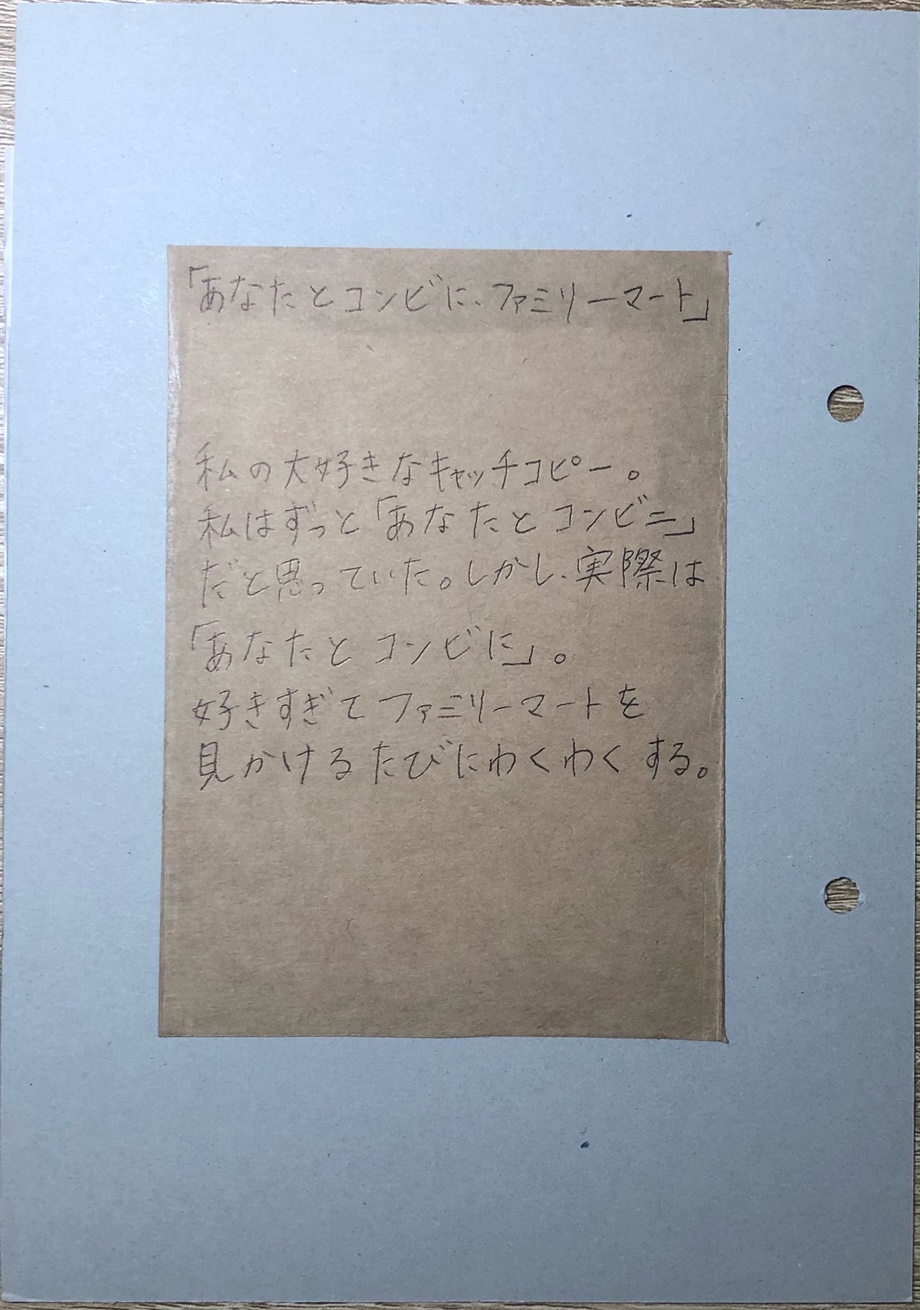 「あなたとコンビに、ファミリーマート」
私の大好きなキャッチコピー。
私はずっと「あなたとコンビニ」
だと思っていた。しかし、実際は
「あなたとコンビに」。
好きすぎてファミリーマートを
見かけるたびにわくわくする。